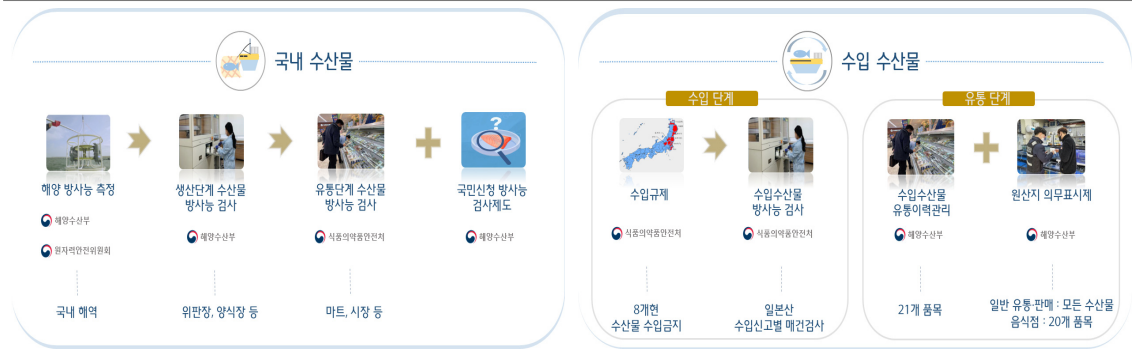 국내 수산물
해양 방사능 측정
해양수산부
원자력안전위원회
국내 해역
생산단계 수산물
방사능 검사
해양수산부
위판장, 양식장 등
유통단계 수산물
방사능 검사
식품의약품안전처
마트, 시장 등
국민신청 방사능
검사제도
해양수산부
수입 수산물
수입 단계
수입규제
식품의약품안전처
8개현
수산물 수입금지
수입수산물
방사능 검사
식품의약품안전처
일본산
수입신고별 매건검사
유통 단계
수입수산물
유통이력관리
해양수산부
21개 품목
원산지 의무표시제
해양수산부
일반 유통·판매 : 모든 수산물
음식점 : 20개 품목